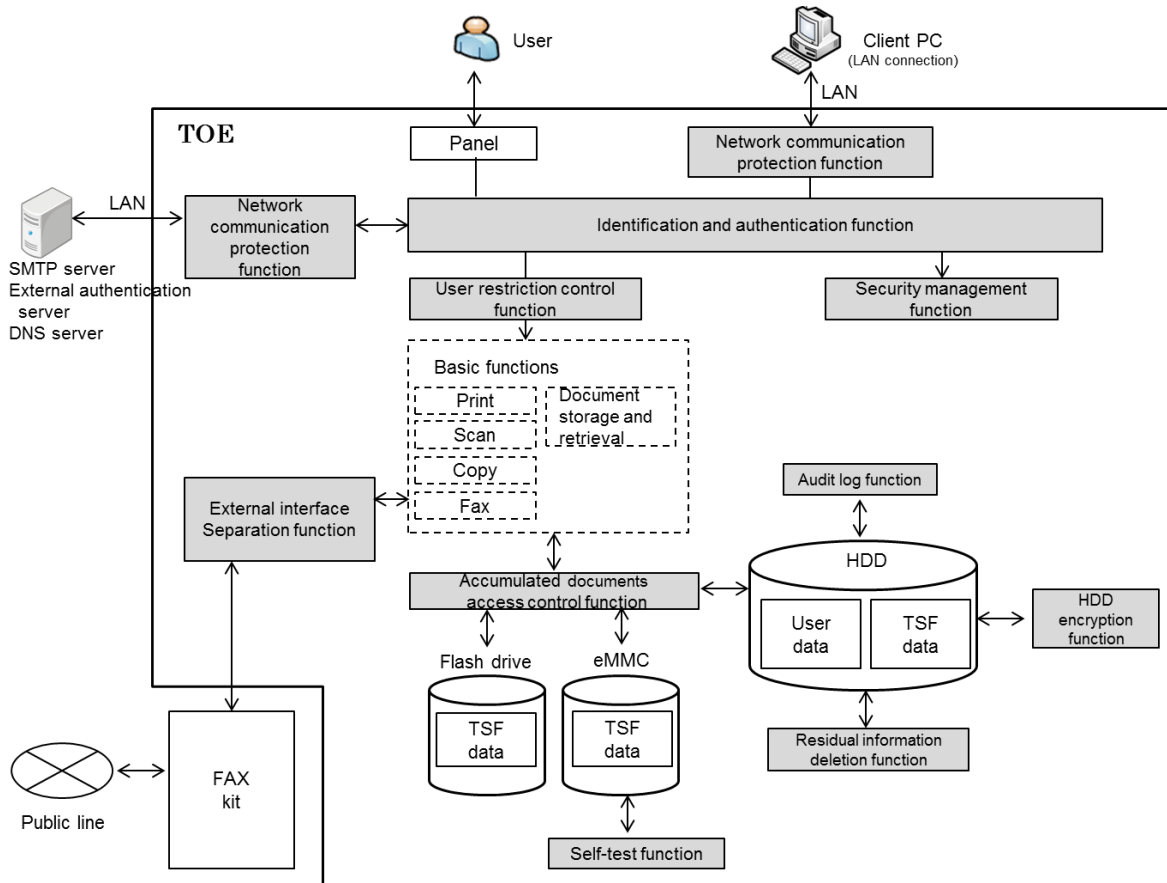 User
Client PC
(LAN connection)
LAN
TOE
Panel
Network communication
protection function
LAN
Network
communication
protection
function
Identification and authentication function
SMTP server
External authentication
server
DNS server
User restriction control
function
Security management
function
Basic functions
Print
Scan
Copy
Fax
Document
storage and
retrieval
External interface
Separation function
Audit log function
HDD
User
data
TSF
data
HDD
encryption
function
Accumulated documents
access control function
Flash drive
TSF
data
eMMC
TSF
data
Residual information
deletion function
Self-test function
Public line
FAX
kit